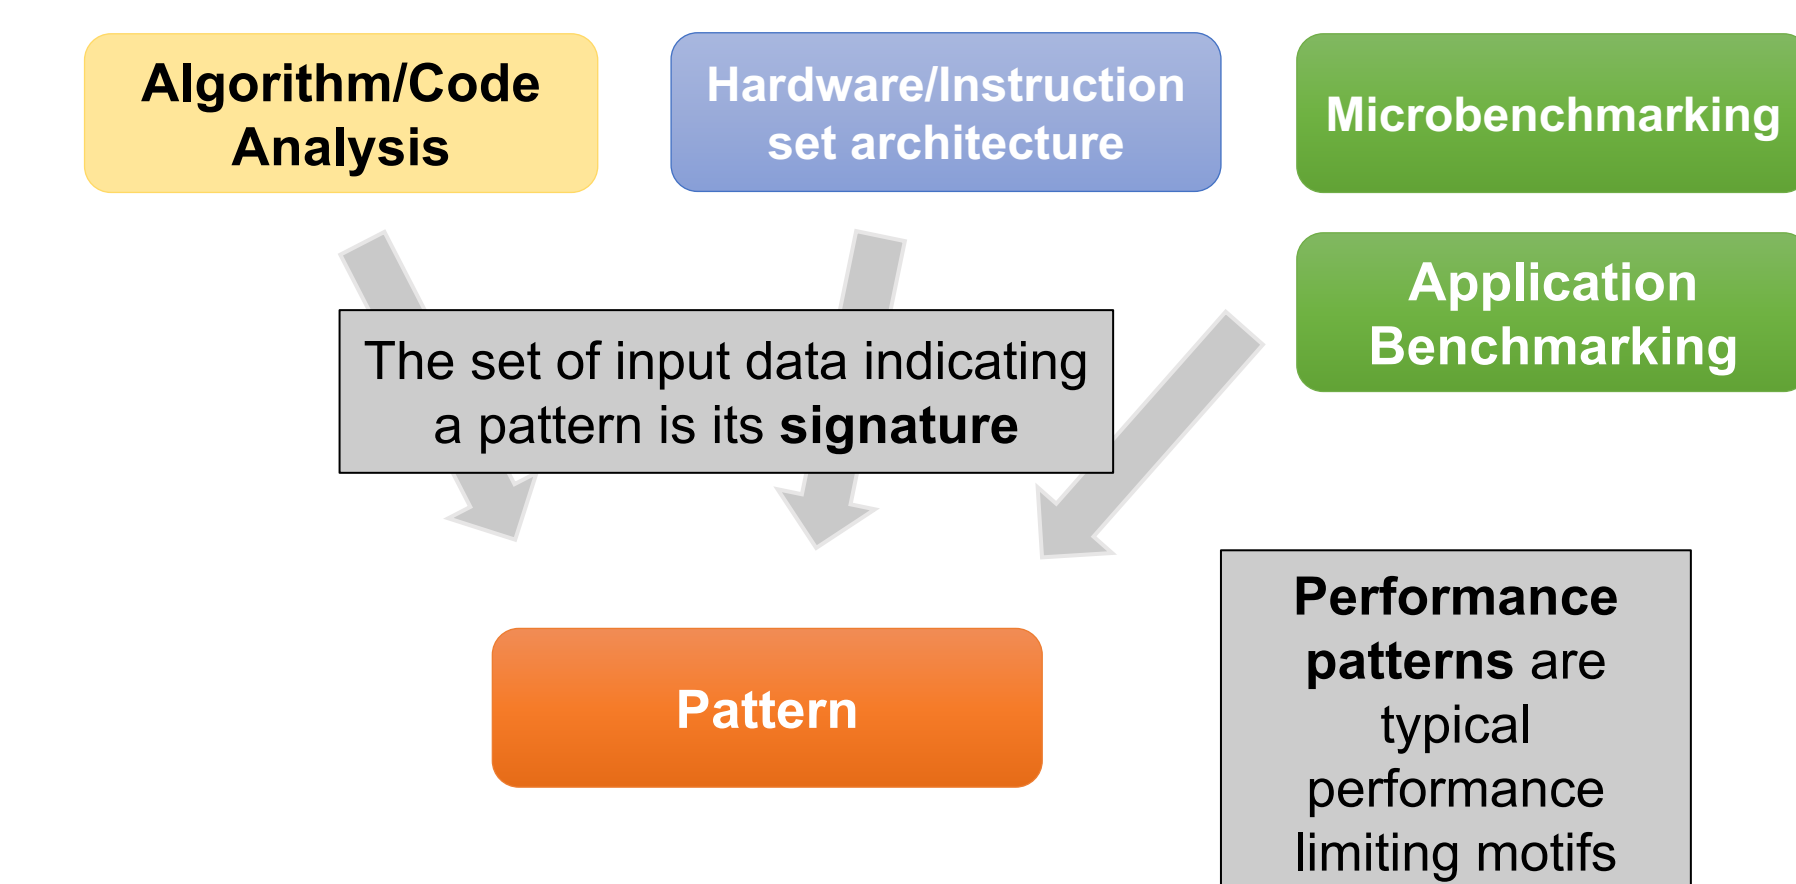 Algorithm/Code
Analysis
Hardware/Instruction
set architecture
Microbenchmarking
Application
Benchmarking
The set of input data indicating
a pattern is its signature
Pattern
Performance
patterns are
typical
performance
limiting motifs